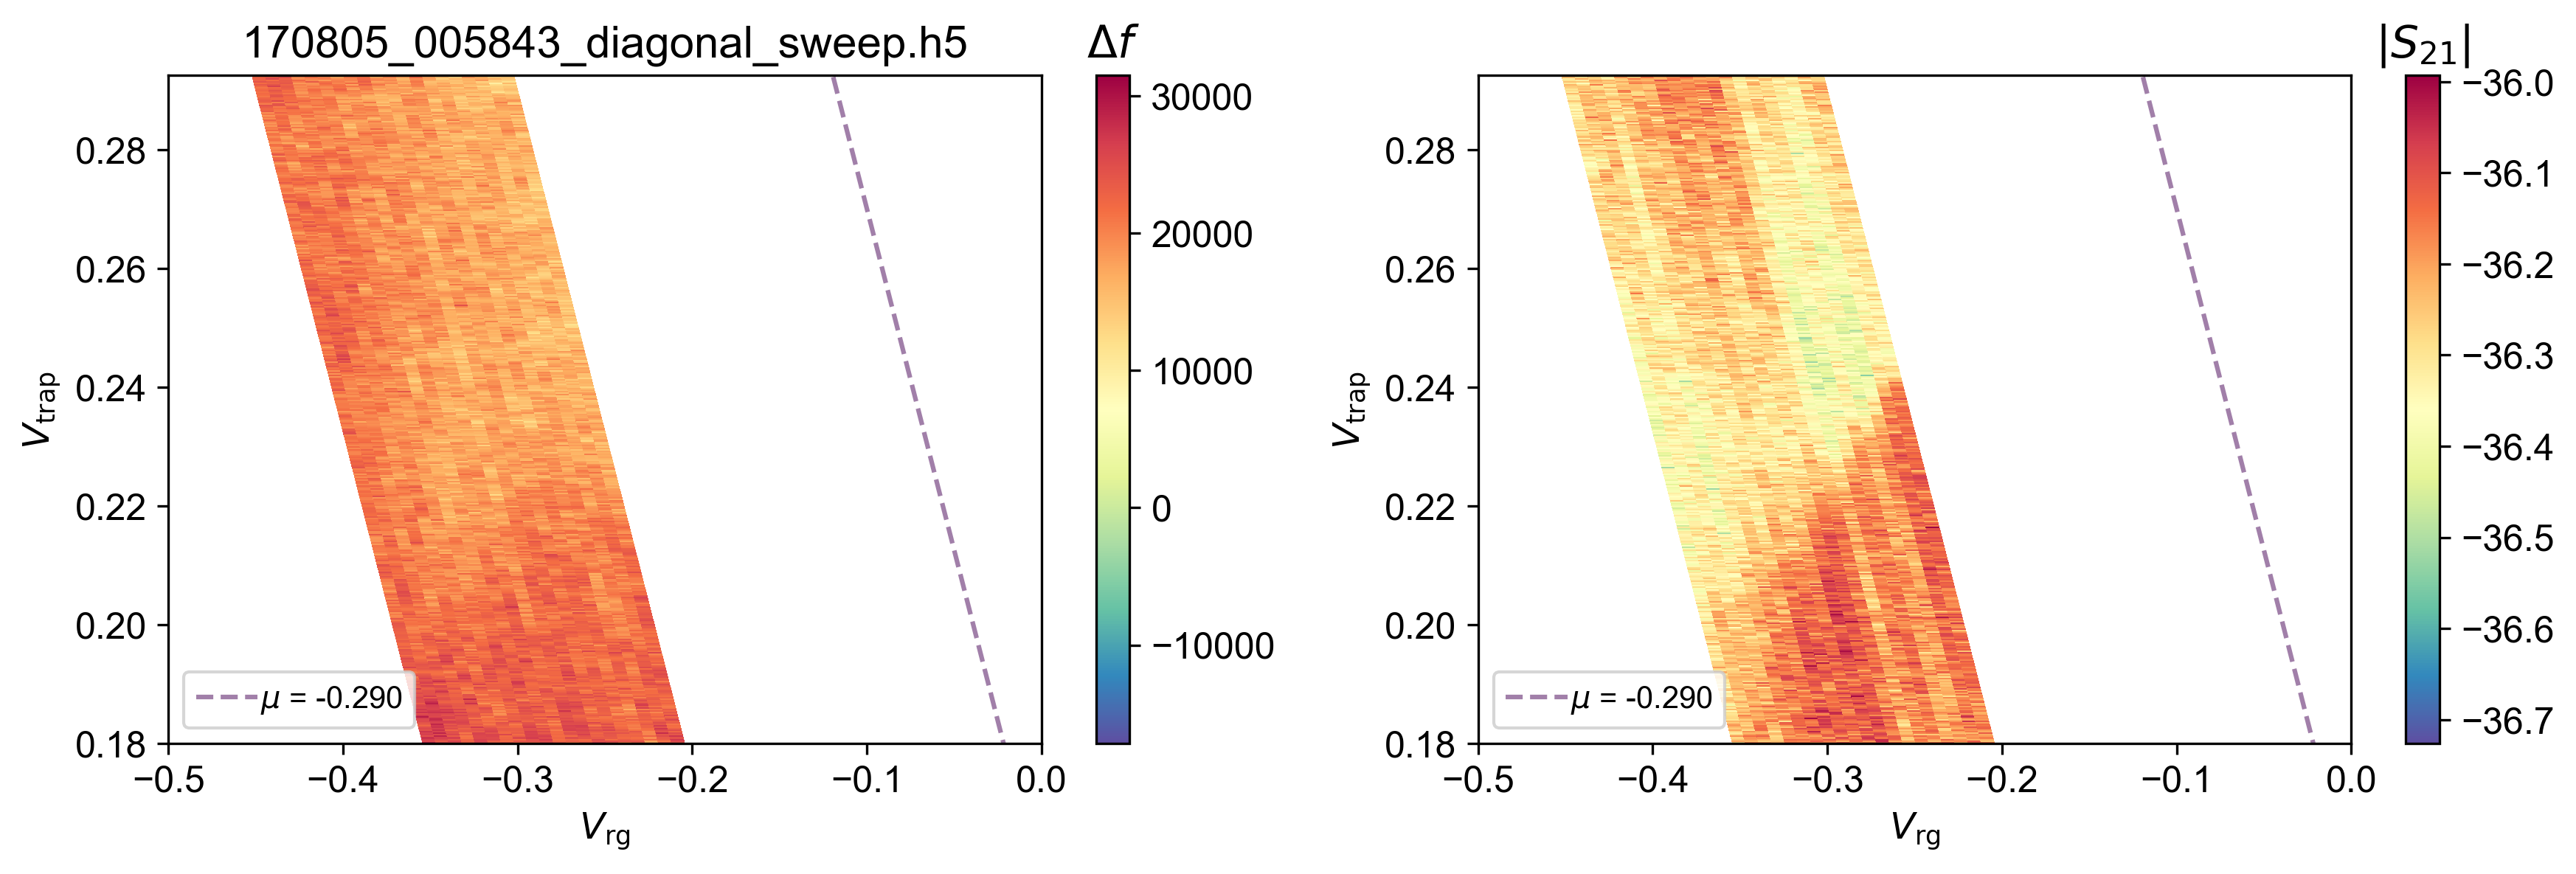 170805_005843_diagonal_sweep.h5
Δf
30000
20000
10000
0
−10000
0.28
0.26
0.24
0.22
0.20
0.18
V_trap
μ = -0.290
−0.5 −0.4 −0.3 −0.2 −0.1 0.0
V_rg
|S_21|
−36.0
−36.1
−36.2
−36.3
−36.4
−36.5
−36.6
−36.7
0.28
0.26
0.24
0.22
0.20
0.18
V_trap
μ = -0.290
−0.5 −0.4 −0.3 −0.2 −0.1 0.0
V_rg